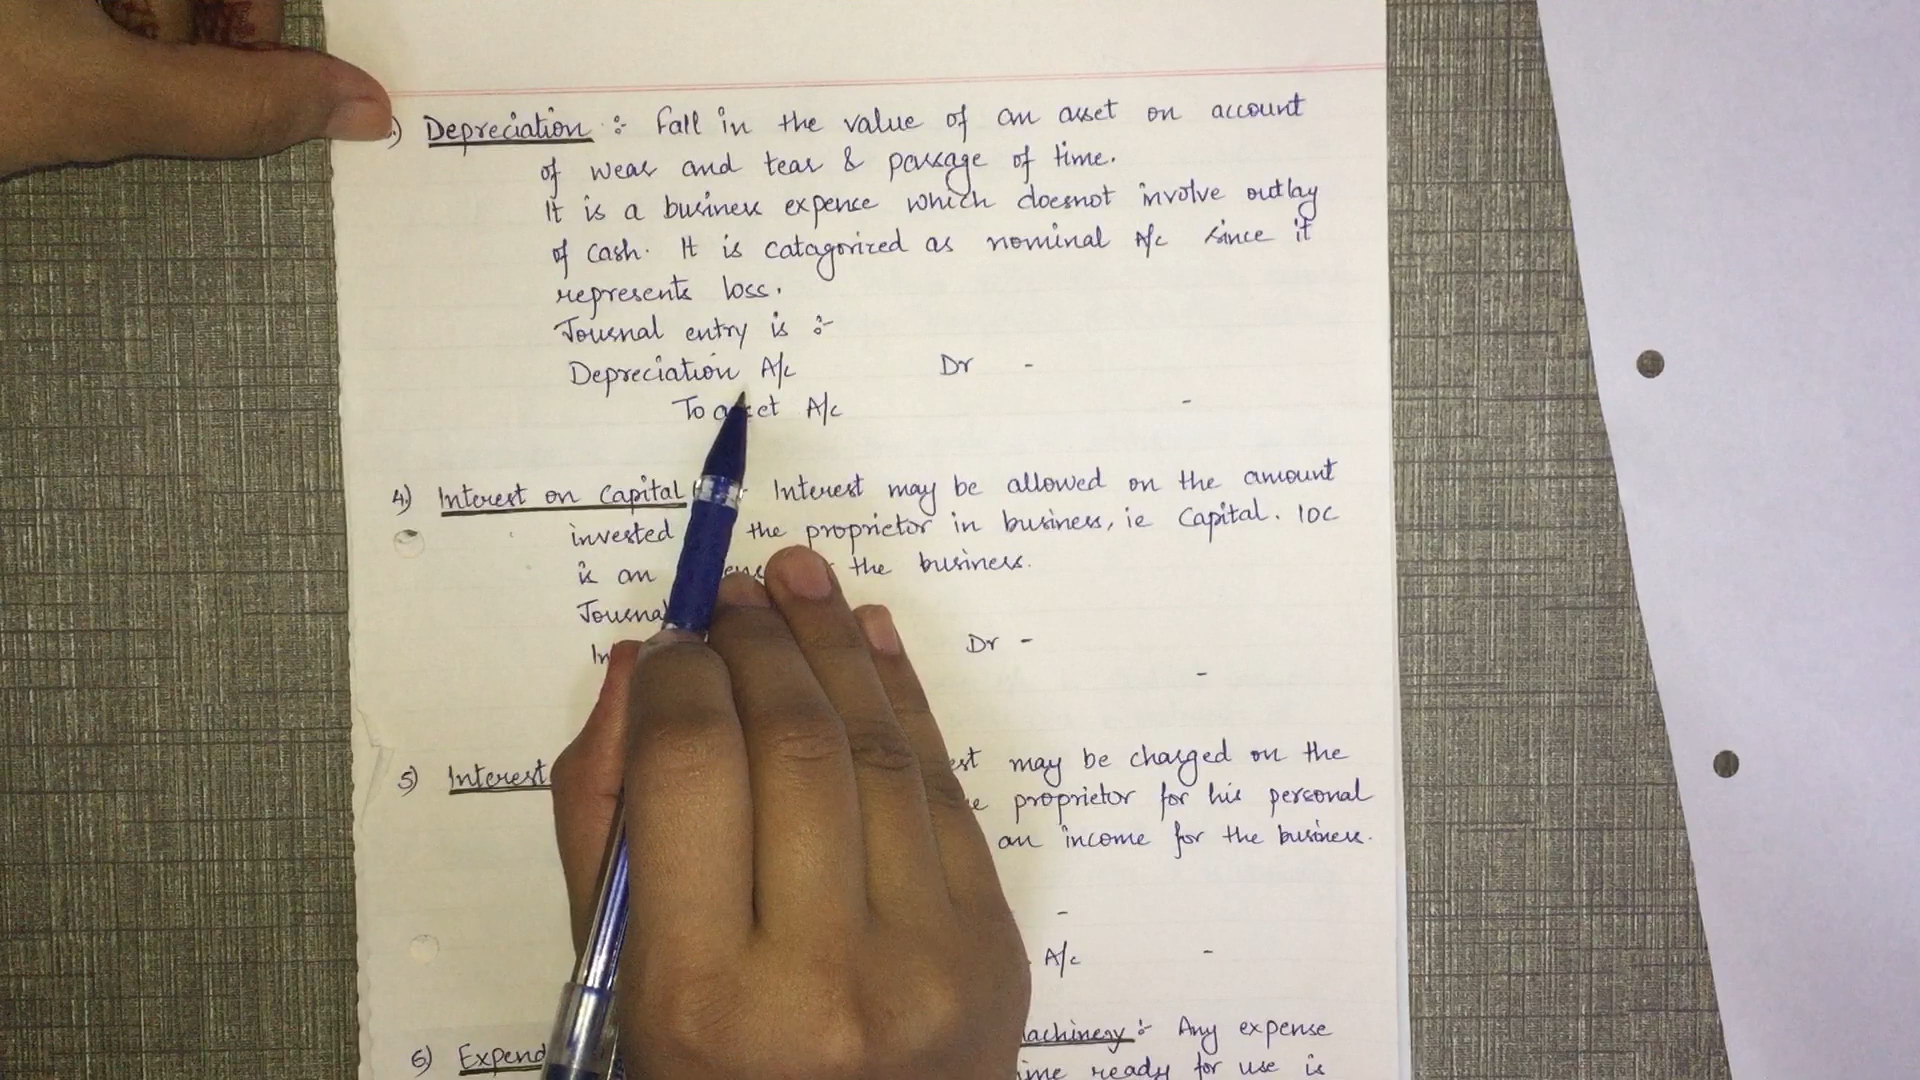 ) Depreciation :- Fall in the value of an asset on account
of wear and tear & passage of time.
It is a business expense which doesnot involve outlay
of cash. It is catagorized as nominal A/c since it
represents loss.
Journal entry is :-
Depreciation A/c Dr -
To asset A/c -
4) Interest on Capital Interest may be allowed on the amount
invested the proprietor in business, ie Capital. IOC
is an the business.
Journal
Dr -
-
5) Interest may be charged on the
proprietor for his personal
an income for the business.
-
A/c -
6) Machinery :- Any expense
ready for use is